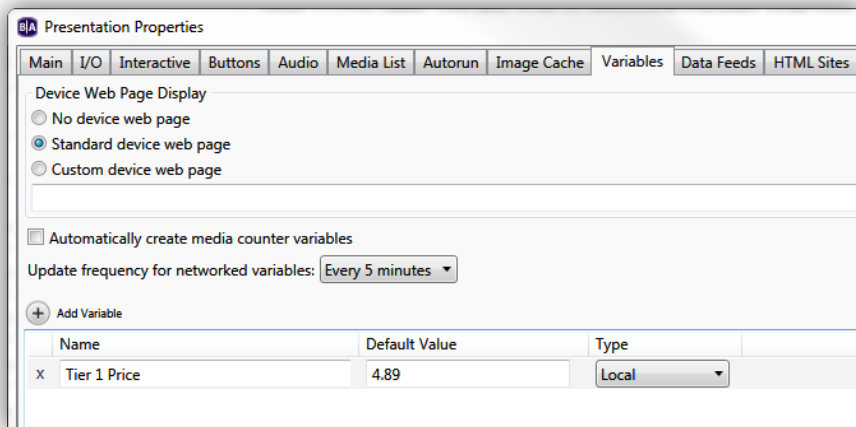 B|A Presentation Properties
Main I/O Interactive Buttons Audio Media List Autorun Image Cache Variables Data Feeds HTML Sites
Device Web Page Display
No device web page
Standard device web page
Custom device web page
Automatically create media counter variables
Update frequency for networked variables: Every 5 minutes
+ Add Variable
Name Default Value Type
x Tier 1 Price 4.89 Local